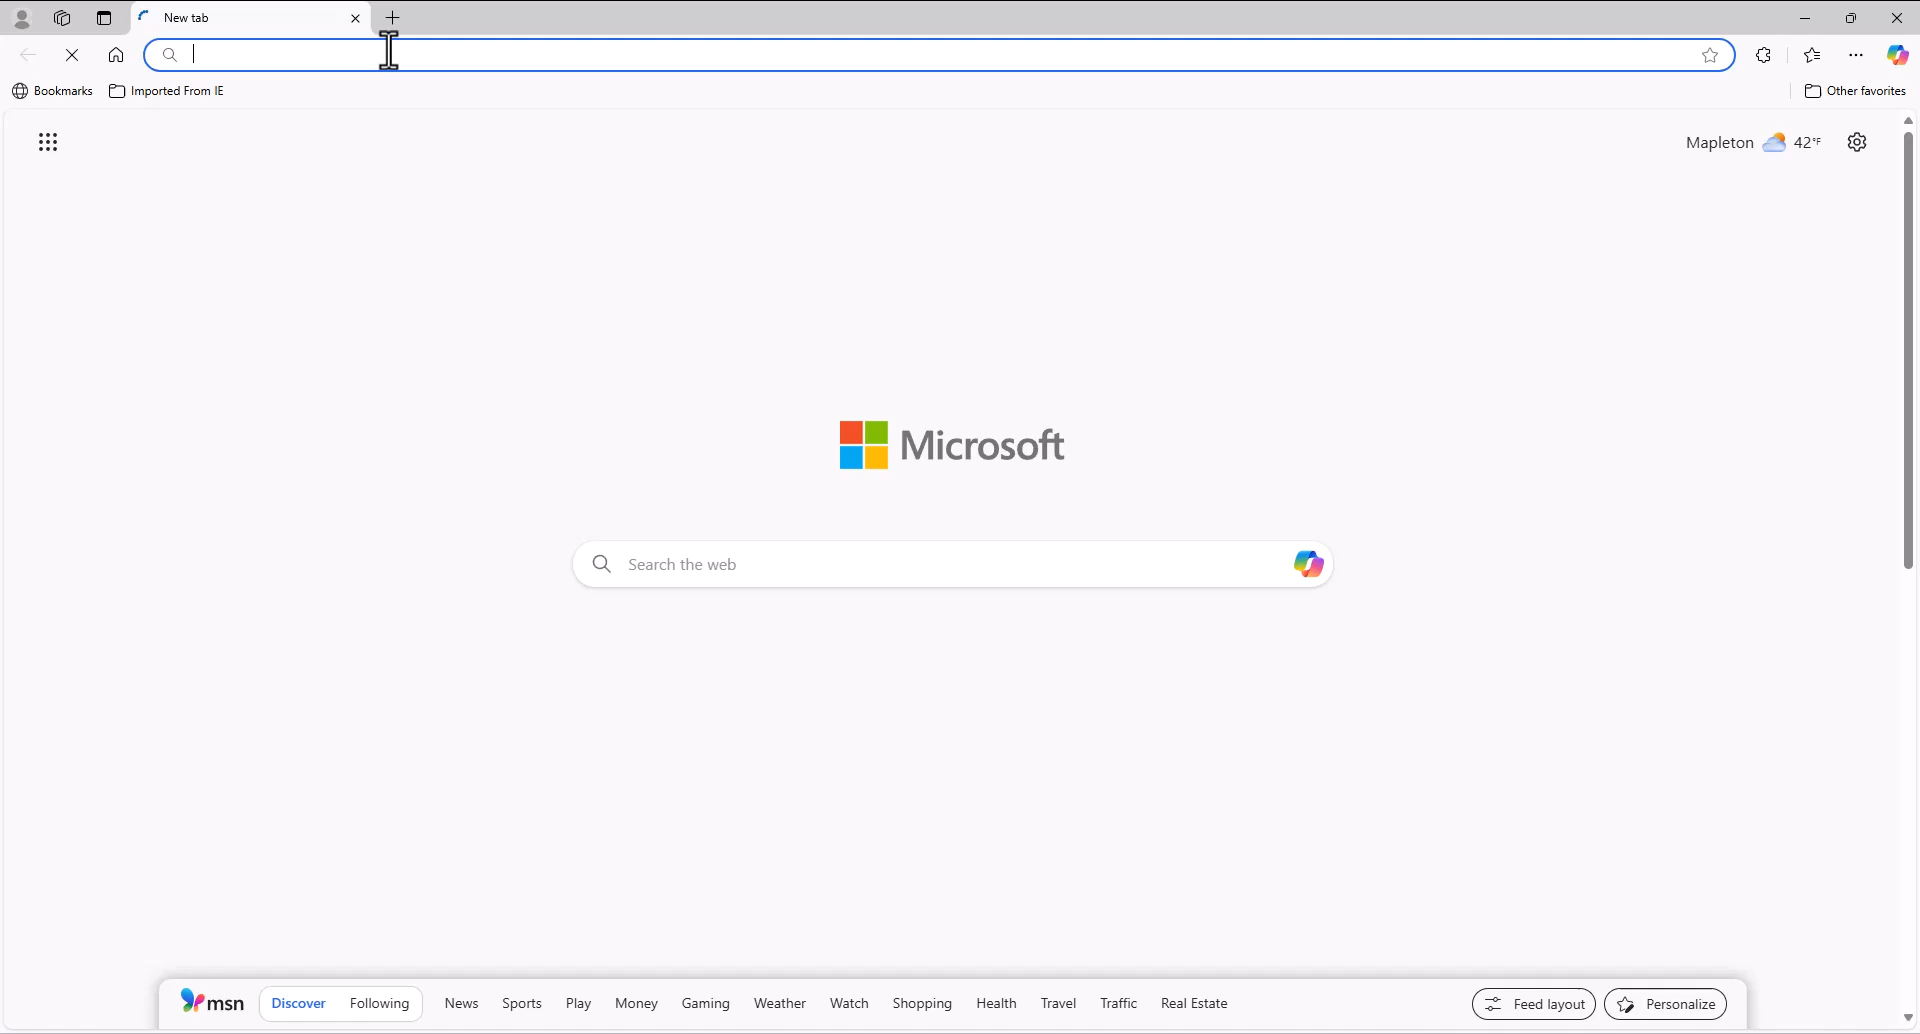 New tab
Bookmarks Imported From IE Other favorites
Mapleton 42°F
Microsoft
Search the web
msn Discover Following News Sports Play Money Gaming Weather Watch Shopping Health Travel Traffic Real Estate Feed layout Personalize